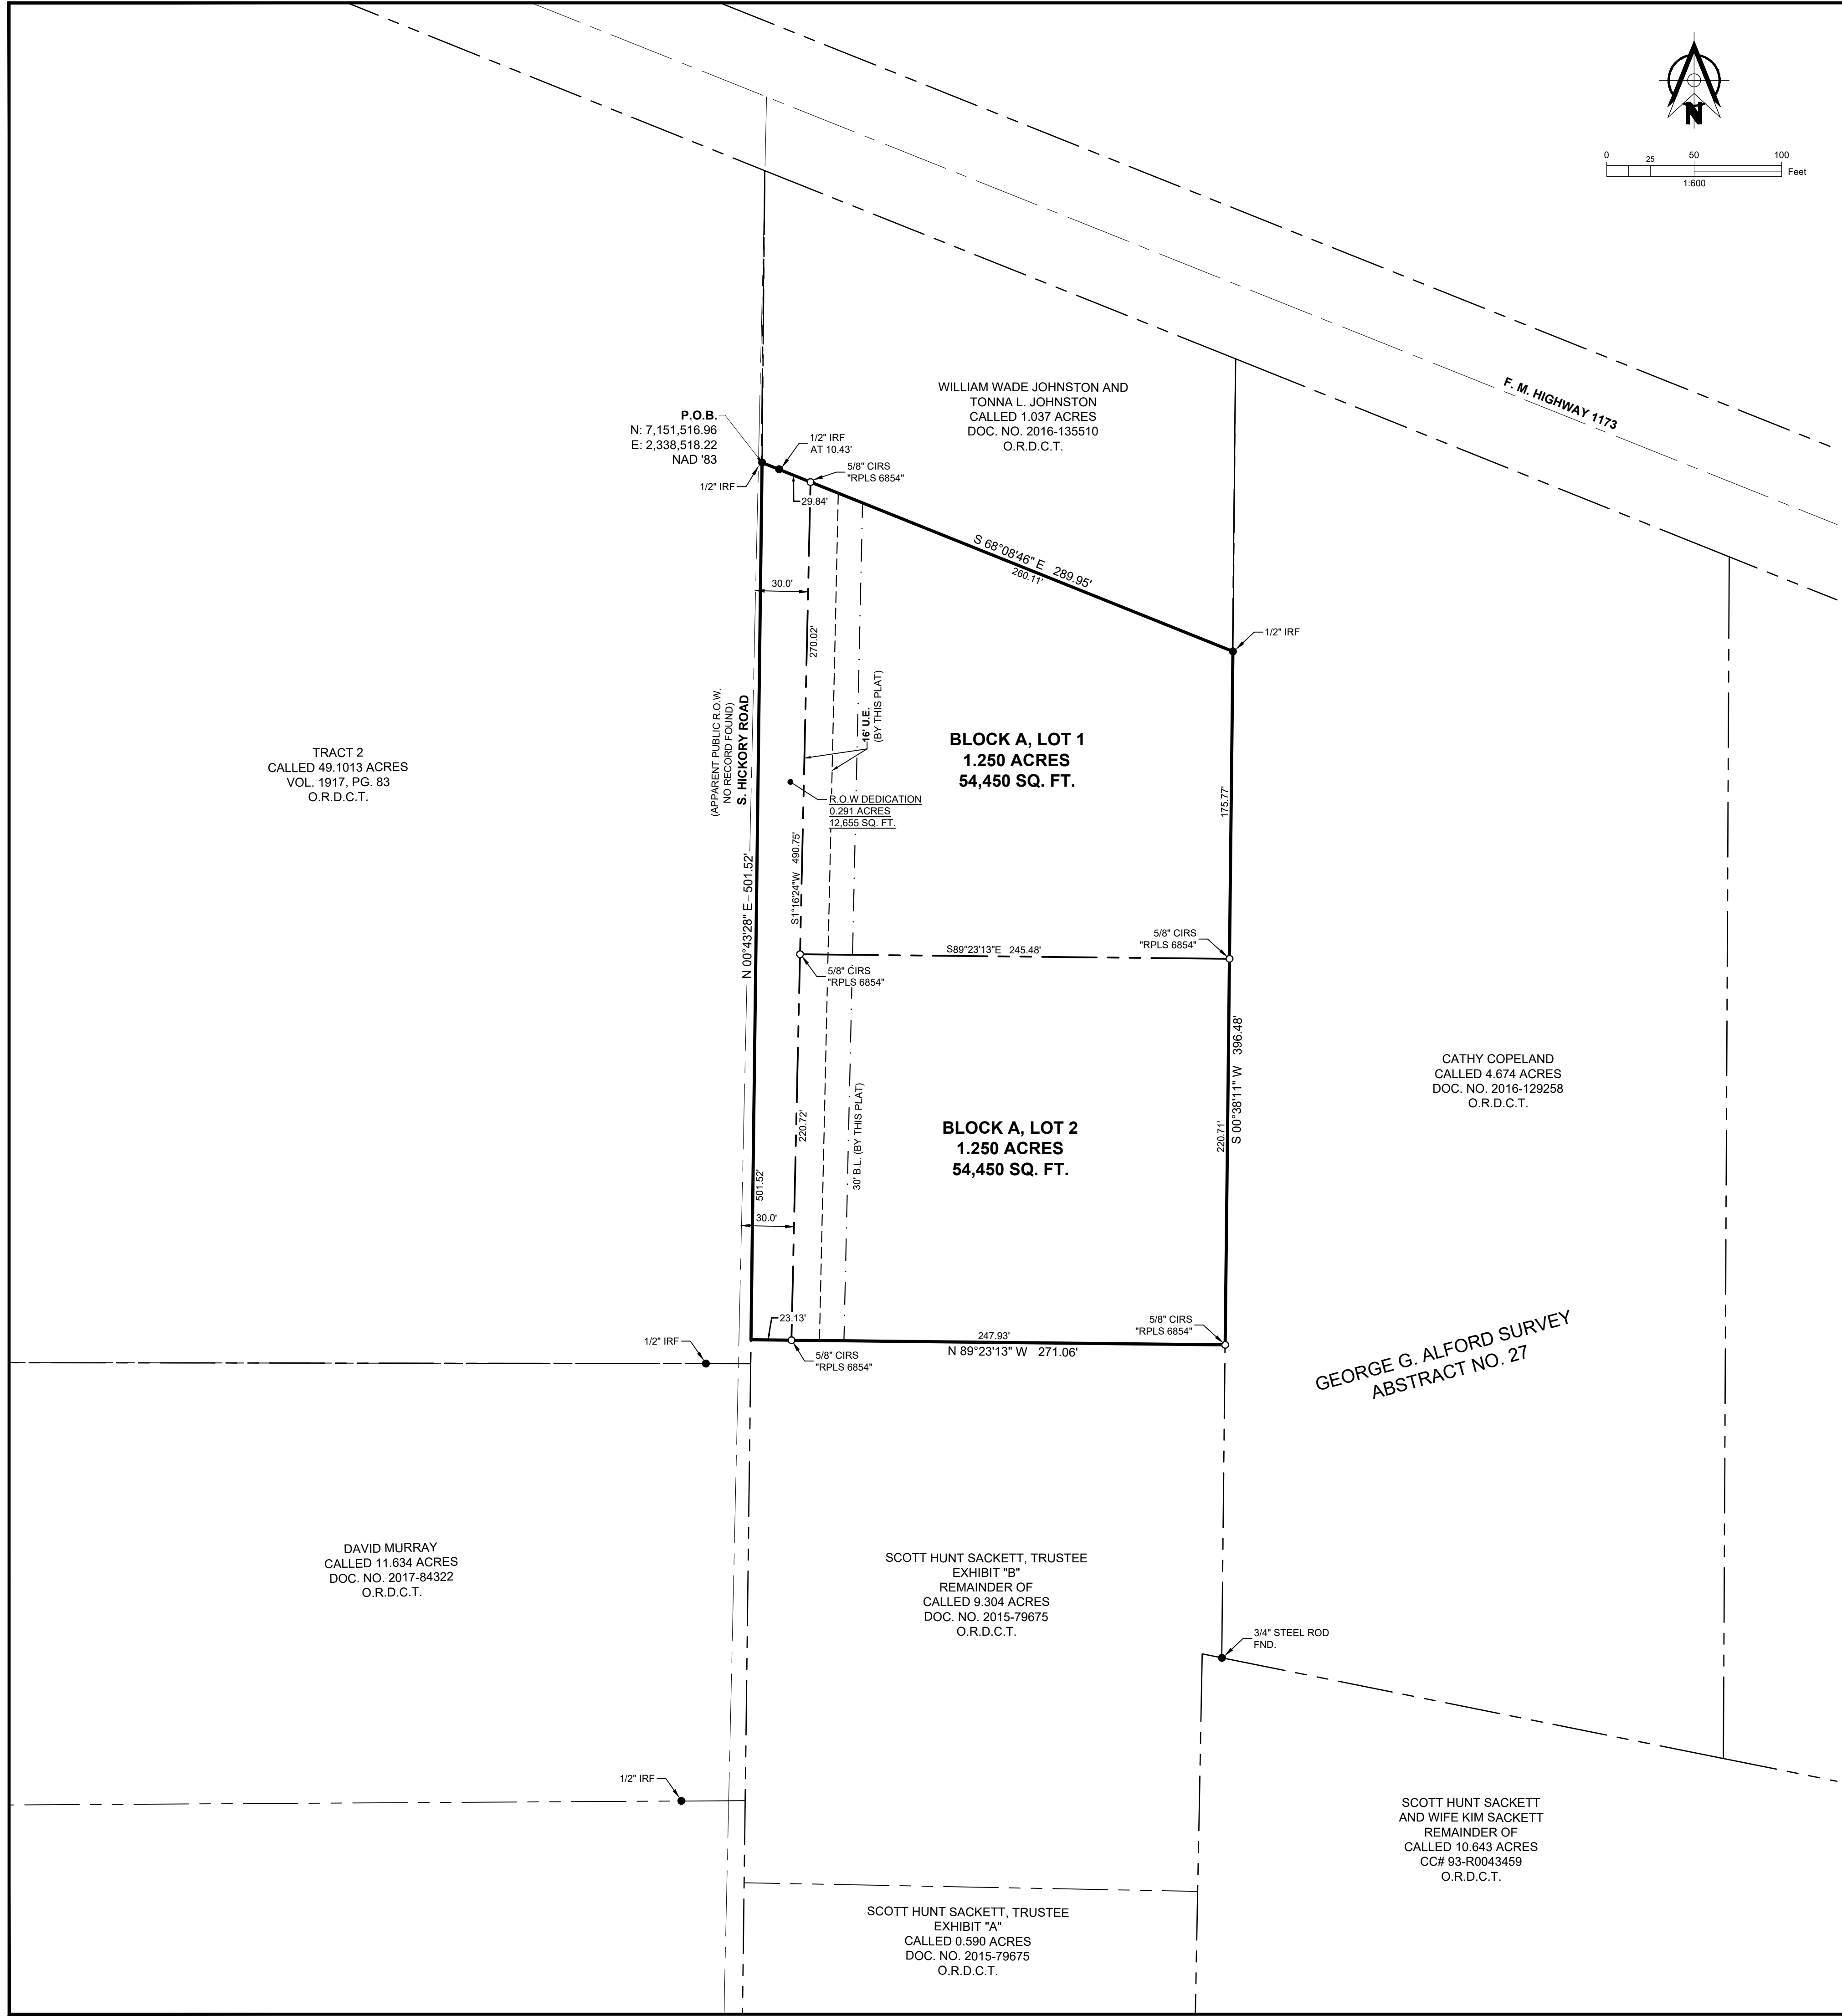 N
0
25
50
100
Feet
1:600
F. M. HIGHWAY 1173
WILLIAM WADE JOHNSTON AND
TONNA L. JOHNSTON
CALLED 1.037 ACRES
DOC. NO. 2016-135510
O.R.D.C.T.
P.O.B.
N: 7,151,516.96
E: 2,338,518.22
NAD '83
1/2" IRF
AT 10.43'
5/8" CIRS
"RPLS 6854"
1/2" IRF
29.84'
S 68°08'46" E 289.95'
260.11'
30.0'
1/2" IRF
270.02'
(APPARENT PUBLIC R.O.W.
NO RECORD FOUND)
S. HICKORY ROAD
16' U.E.
(BY THIS PLAT)
BLOCK A, LOT 1
1.250 ACRES
54,450 SQ. FT.
TRACT 2
CALLED 49.1013 ACRES
VOL. 1917, PG. 83
O.R.D.C.T.
R.O.W DEDICATION
0.291 ACRES
12,655 SQ. FT.
175.77'
S1°16'24"W 490.75'
N 00°43'28" E 501.52'
S89°23'13"E 245.48'
5/8" CIRS
"RPLS 6854"
5/8" CIRS
"RPLS 6854"
S 00°38'11" W 396.48'
CATHY COPELAND
CALLED 4.674 ACRES
DOC. NO. 2016-129258
O.R.D.C.T.
220.72'
30' B.L. (BY THIS PLAT)
BLOCK A, LOT 2
1.250 ACRES
54,450 SQ. FT.
220.71'
501.52'
30.0'
23.13'
5/8" CIRS
"RPLS 6854"
247.93'
N 89°23'13" W 271.06'
5/8" CIRS
"RPLS 6854"
1/2" IRF
GEORGE G. ALFORD SURVEY
ABSTRACT NO. 27
DAVID MURRAY
CALLED 11.634 ACRES
DOC. NO. 2017-84322
O.R.D.C.T.
SCOTT HUNT SACKETT, TRUSTEE
EXHIBIT "B"
REMAINDER OF
CALLED 9.304 ACRES
DOC. NO. 2015-79675
O.R.D.C.T.
3/4" STEEL ROD
FND.
1/2" IRF
SCOTT HUNT SACKETT
AND WIFE KIM SACKETT
REMAINDER OF
CALLED 10.643 ACRES
CC# 93-R0043459
O.R.D.C.T.
SCOTT HUNT SACKETT, TRUSTEE
EXHIBIT "A"
CALLED 0.590 ACRES
DOC. NO. 2015-79675
O.R.D.C.T.